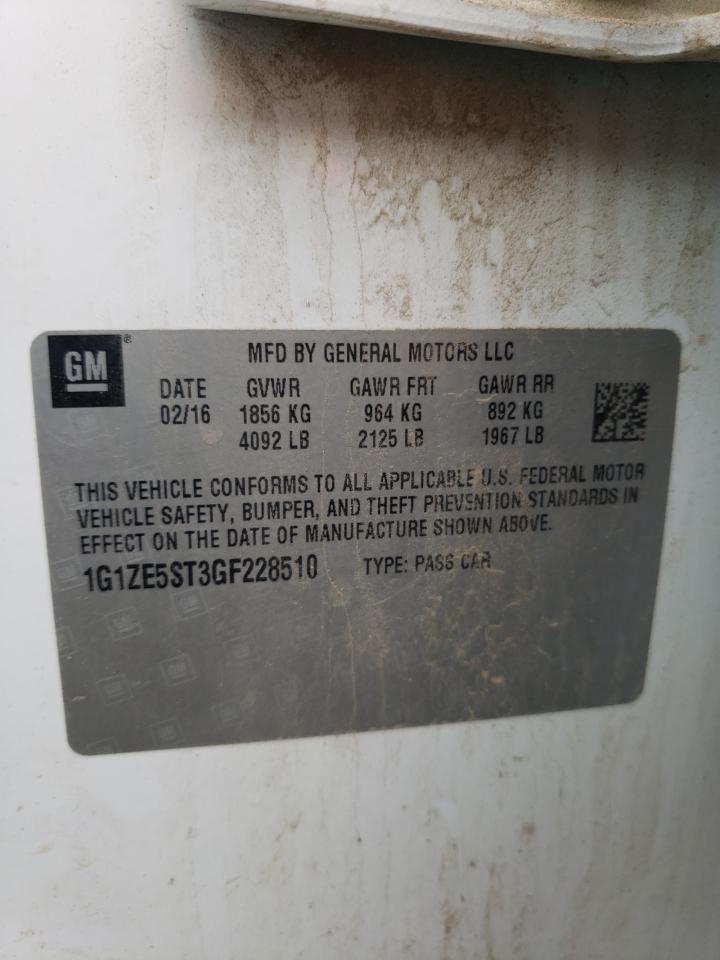 GM®
MFD BY GENERAL MOTORS LLC
DATE GVWR GAWR FRT GAWR RR
02/16 1856 KG 964 KG 892 KG
4092 LB 2125 LB 1967 LB
THIS VEHICLE CONFORMS TO ALL APPLICABLE U.S. FEDERAL MOTOR
VEHICLE SAFETY, BUMPER, AND THEFT PREVENTION STANDARDS IN
EFFECT ON THE DATE OF MANUFACTURE SHOWN ABOVE.
1G1ZE5ST3GF228510 TYPE: PASS CAR